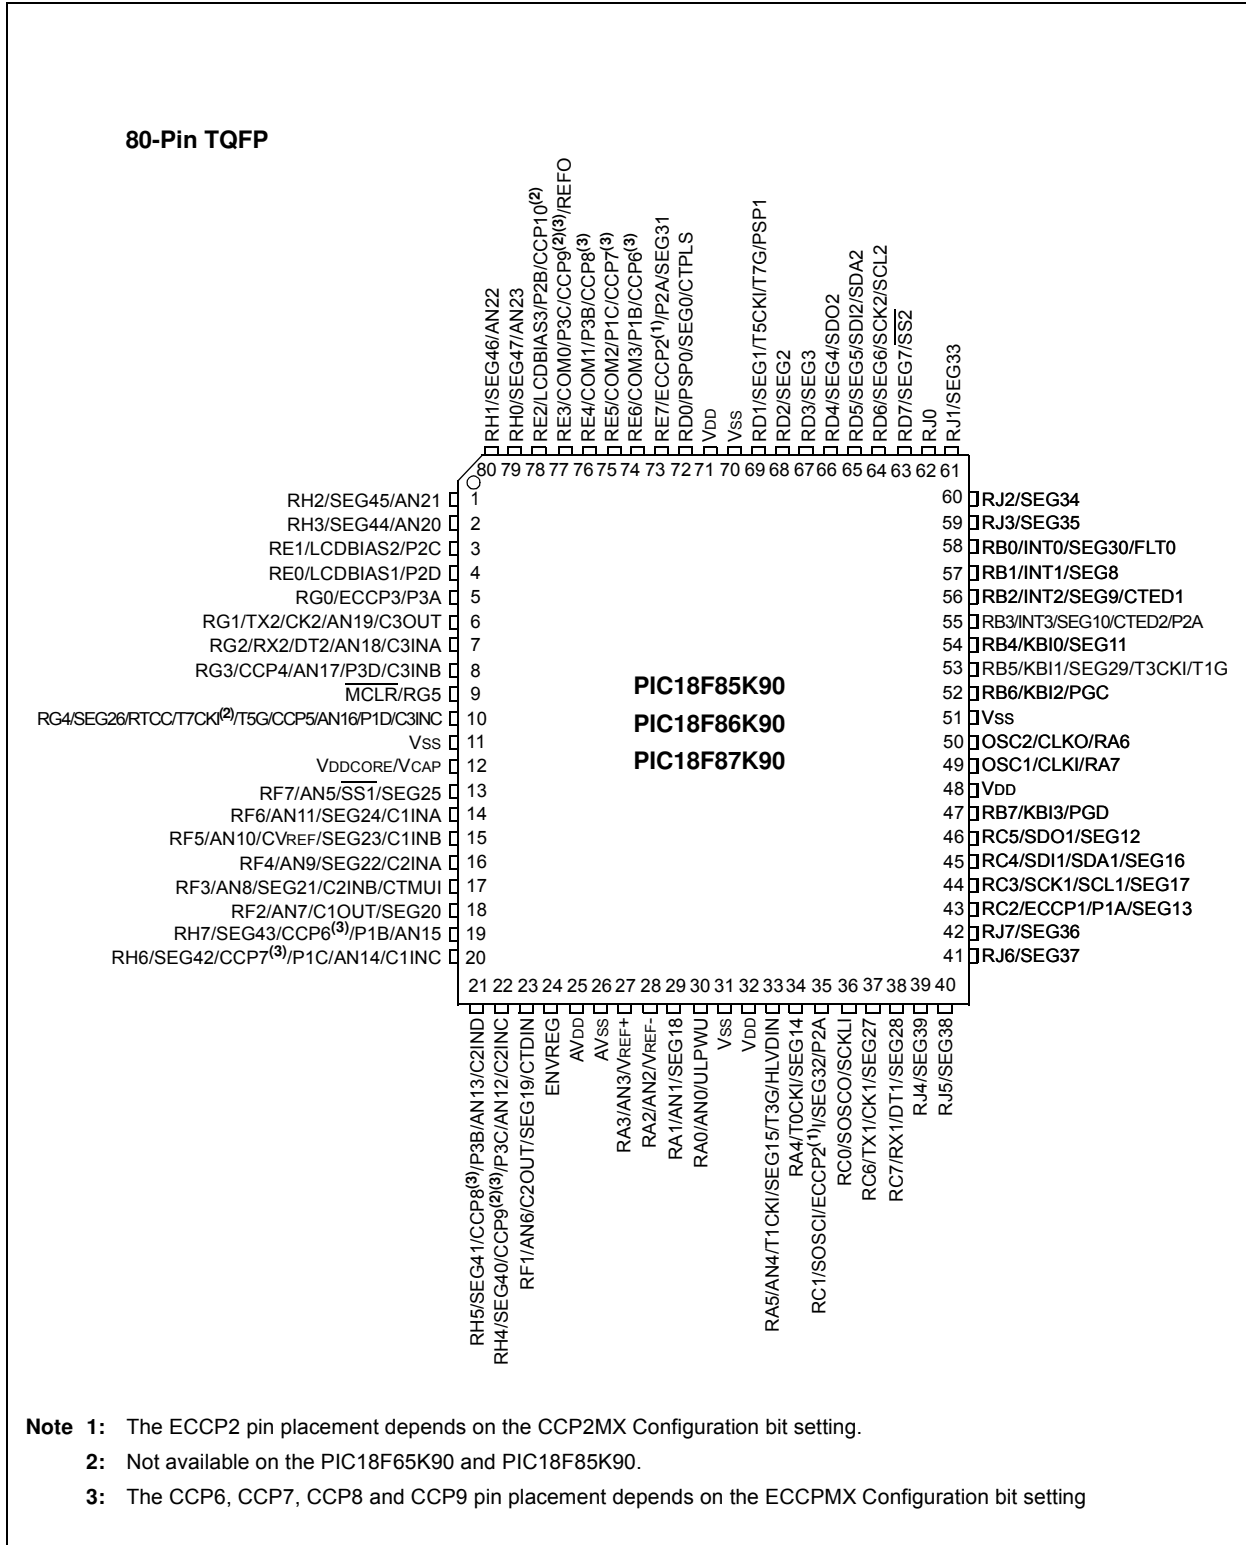 80-Pin TQFP
RH1/SEG46/AN22
RH0/SEG47/AN23
RE2/LCDBIAS3/P2B/CCP10(2)
RE3/COM0/P3C/CCP9(2)(3)/REFO
RE4/COM1/P3B/CCP8(3)
RE5/COM2/P1C/CCP7(3)
RE6/COM3/P1B/CCP6(3)
RE7/ECCP2(1)/P2A/SEG31
RD0/PSP0/SEG0/CTPLS
VDD
VSS
RD1/SEG1/T5CKI/T7G/PSP1
RD2/SEG2
RD3/SEG3
RD4/SEG4/SDO2
RD5/SEG5/SDI2/SDA2
RD6/SEG6/SCK2/SCL2
RD7/SEG7/SS2
RJ0
RJ1/SEG33
80 79 78 77 76 75 74 73 72 71 70 69 68 67 66 65 64 63 62 61
RH2/SEG45/AN21 1
RH3/SEG44/AN20 2
RE1/LCDBIAS2/P2C 3
RE0/LCDBIAS1/P2D 4
RG0/ECCP3/P3A 5
RG1/TX2/CK2/AN19/C3OUT 6
RG2/RX2/DT2/AN18/C3INA 7
RG3/CCP4/AN17/P3D/C3INB 8
MCLR/RG5 9
RG4/SEG26/RTCC/T7CKI(2)/T5G/CCP5/AN16/P1D/C3INC 10
VSS 11
VDDCORE/VCAP 12
RF7/AN5/SS1/SEG25 13
RF6/AN11/SEG24/C1INA 14
RF5/AN10/CVREF/SEG23/C1INB 15
RF4/AN9/SEG22/C2INA 16
RF3/AN8/SEG21/C2INB/CTMUI 17
RF2/AN7/C1OUT/SEG20 18
RH7/SEG43/CCP6(3)/P1B/AN15 19
RH6/SEG42/CCP7(3)/P1C/AN14/C1INC 20
PIC18F85K90
PIC18F86K90
PIC18F87K90
60 RJ2/SEG34
59 RJ3/SEG35
58 RB0/INT0/SEG30/FLT0
57 RB1/INT1/SEG8
56 RB2/INT2/SEG9/CTED1
55 RB3/INT3/SEG10/CTED2/P2A
54 RB4/KBI0/SEG11
53 RB5/KBI1/SEG29/T3CKI/T1G
52 RB6/KBI2/PGC
51 VSS
50 OSC2/CLKO/RA6
49 OSC1/CLKI/RA7
48 VDD
47 RB7/KBI3/PGD
46 RC5/SDO1/SEG12
45 RC4/SDI1/SDA1/SEG16
44 RC3/SCK1/SCL1/SEG17
43 RC2/ECCP1/P1A/SEG13
42 RJ7/SEG36
41 RJ6/SEG37
21 22 23 24 25 26 27 28 29 30 31 32 33 34 35 36 37 38 39 40
RH5/SEG41/CCP8(3)/P3B/AN13/C2IND
RH4/SEG40/CCP9(2)(3)/P3C/AN12/C2INC
RF1/AN6/C2OUT/SEG19/CTDIN
ENVREG
AVDD
AVSS
RA3/AN3/VREF+
RA2/AN2/VREF-
RA1/AN1/SEG18
RA0/AN0/ULPWU
VSS
VDD
RA5/AN4/T1CKI/SEG15/T3G/HLVDIN
RA4/T0CKI/SEG14
RC1/SOSCI/ECCP2(1)I/SEG32/P2A
RC0/SOSCO/SCKLI
RC6/TX1/CK1/SEG27
RC7/RX1/DT1/SEG28
RJ4/SEG39
RJ5/SEG38
Note 1: The ECCP2 pin placement depends on the CCP2MX Configuration bit setting.
2: Not available on the PIC18F65K90 and PIC18F85K90.
3: The CCP6, CCP7, CCP8 and CCP9 pin placement depends on the ECCPMX Configuration bit setting